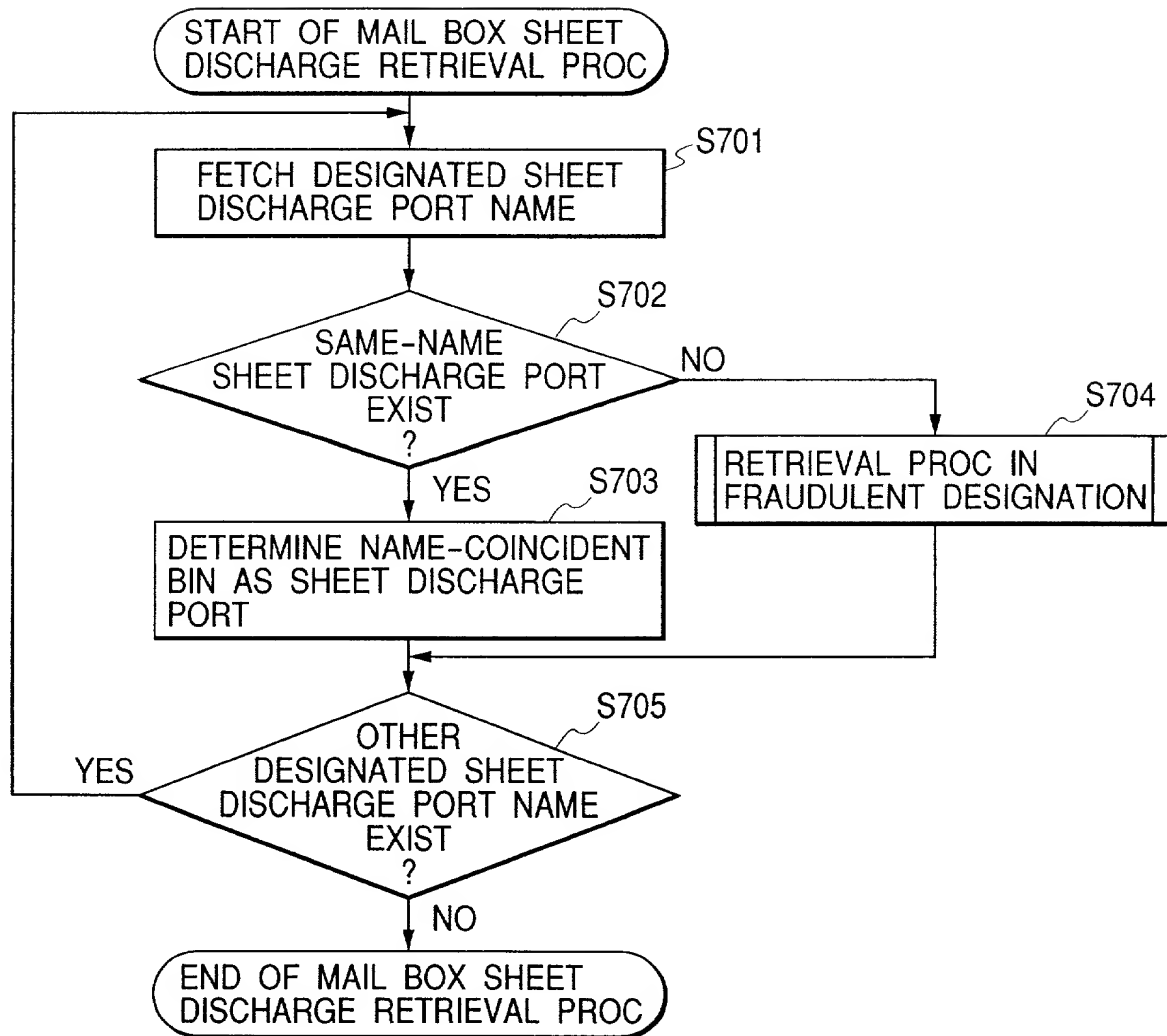 START OF MAIL BOX SHEET
DISCHARGE RETRIEVAL PROC
S701
FETCH DESIGNATED SHEET
DISCHARGE PORT NAME
S702
SAME-NAME
SHEET DISCHARGE PORT
EXIST
?
NO
YES
S704
RETRIEVAL PROC IN
FRAUDULENT DESIGNATION
S703
DETERMINE NAME-COINCIDENT
BIN AS SHEET DISCHARGE
PORT
S705
OTHER
DESIGNATED SHEET
DISCHARGE PORT NAME
EXIST
?
YES
NO
END OF MAIL BOX SHEET
DISCHARGE RETRIEVAL PROC